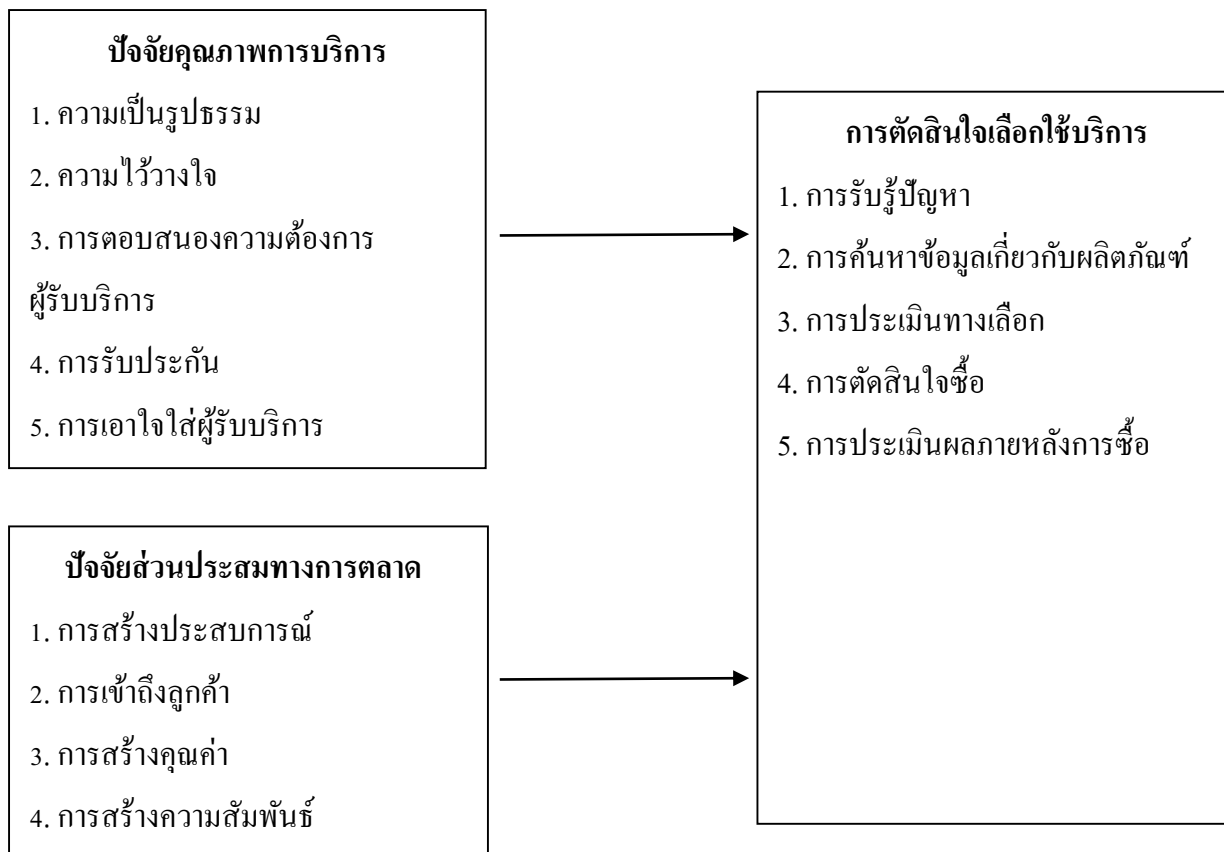 ปัจจัยคุณภาพการบริการ
1. ความเป็นรูปธรรม
2. ความไว้วางใจ
3. การตอบสนองความต้องการ
ผู้รับบริการ
4. การรับประกัน
5. การเอาใจใส่ผู้รับบริการ
ปัจจัยส่วนประสมทางการตลาด
1. การสร้างประสบการณ์
2. การเข้าถึงลูกค้า
3. การสร้างคุณค่า
4. การสร้างความสัมพันธ์
การตัดสินใจเลือกใช้บริการ
1. การรับรู้ปัญหา
2. การค้นหาข้อมูลเกี่ยวกับผลิตภัณฑ์
3. การประเมินทางเลือก
4. การตัดสินใจซื้อ
5. การประเมินผลภายหลังการซื้อ